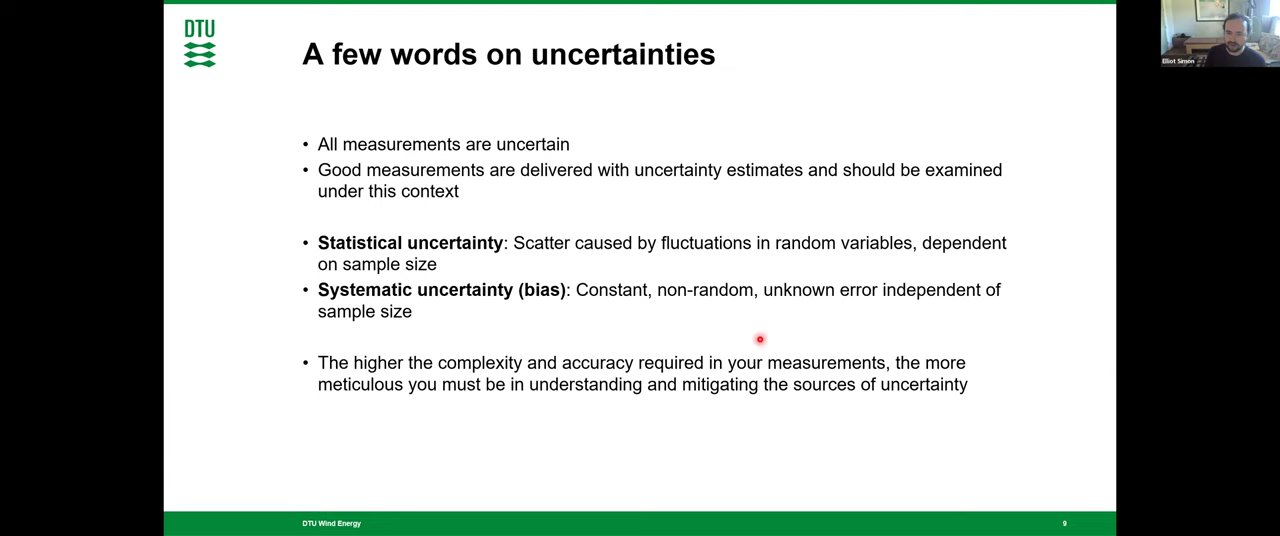 DTU
A few words on uncertainties
Elliot Simon
• All measurements are uncertain
• Good measurements are delivered with uncertainty estimates and should be examined
under this context
• Statistical uncertainty: Scatter caused by fluctuations in random variables, dependent
on sample size
• Systematic uncertainty (bias): Constant, non-random, unknown error independent of
sample size
• The higher the complexity and accuracy required in your measurements, the more
meticulous you must be in understanding and mitigating the sources of uncertainty
DTU Wind Energy
9